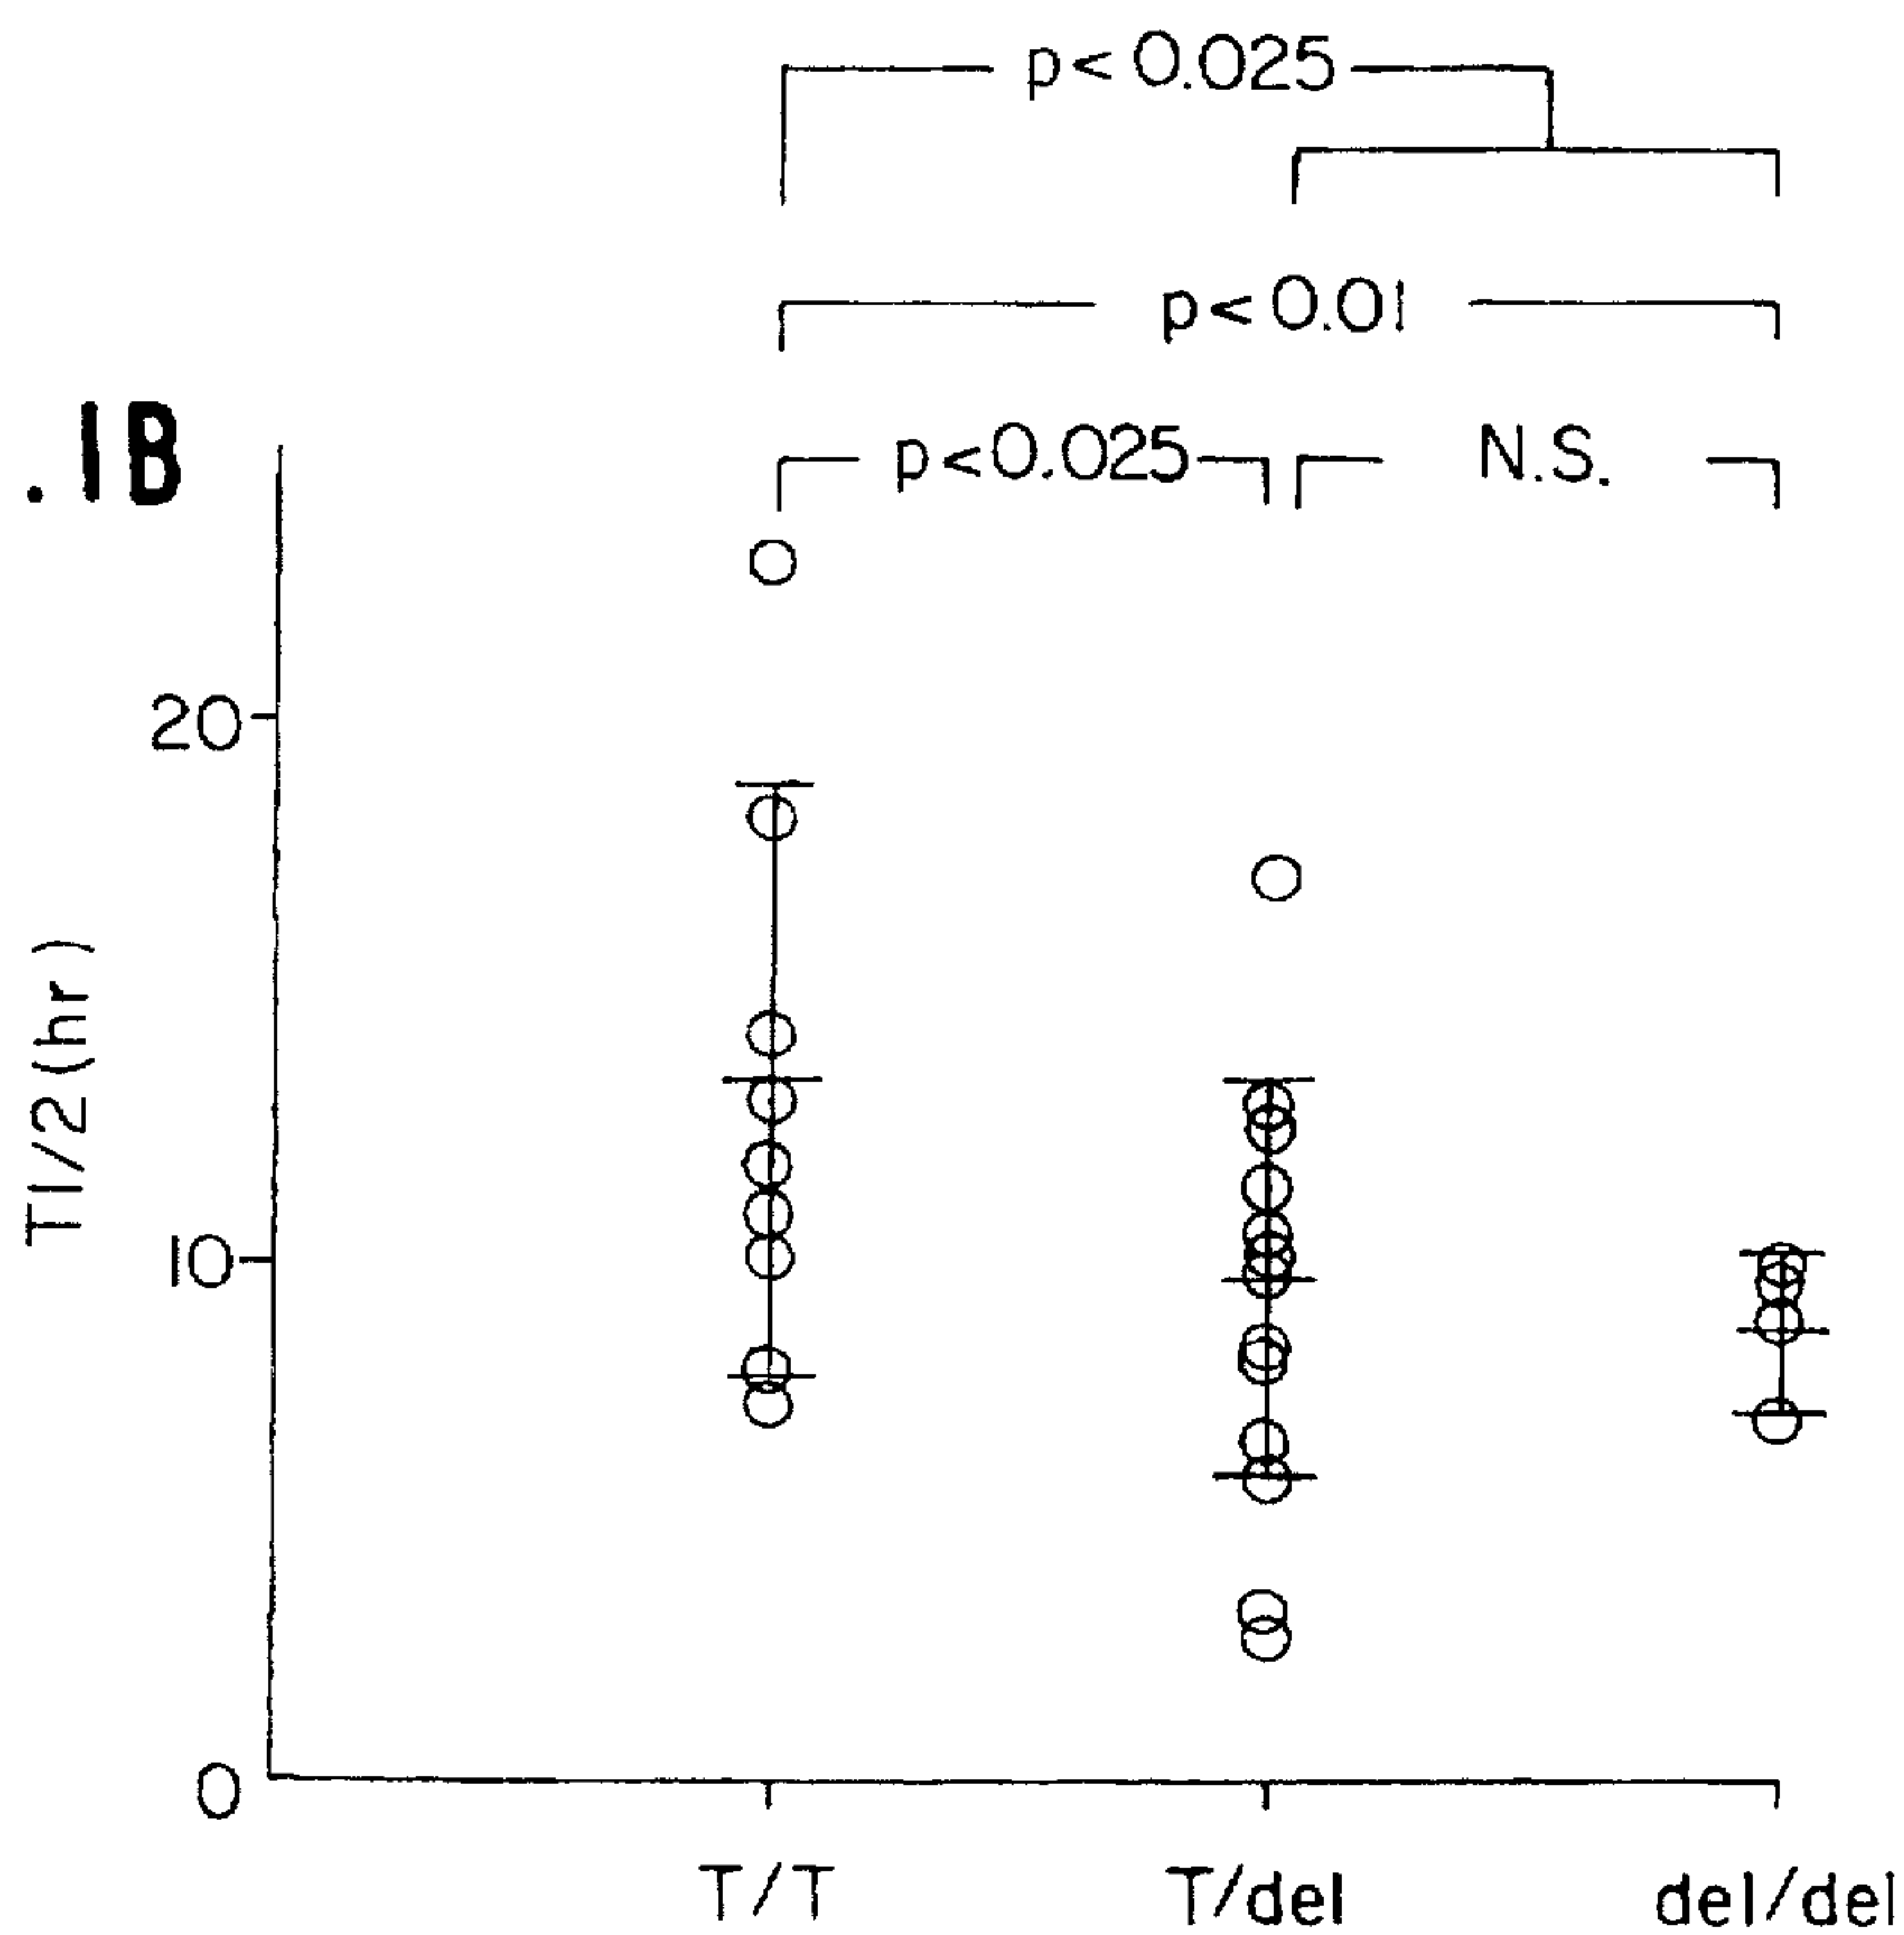 p<0.025
p<0.01
.1B
p<0.025 N.S.
20
T1/2(hr)
10
0
T/T T/del del/del